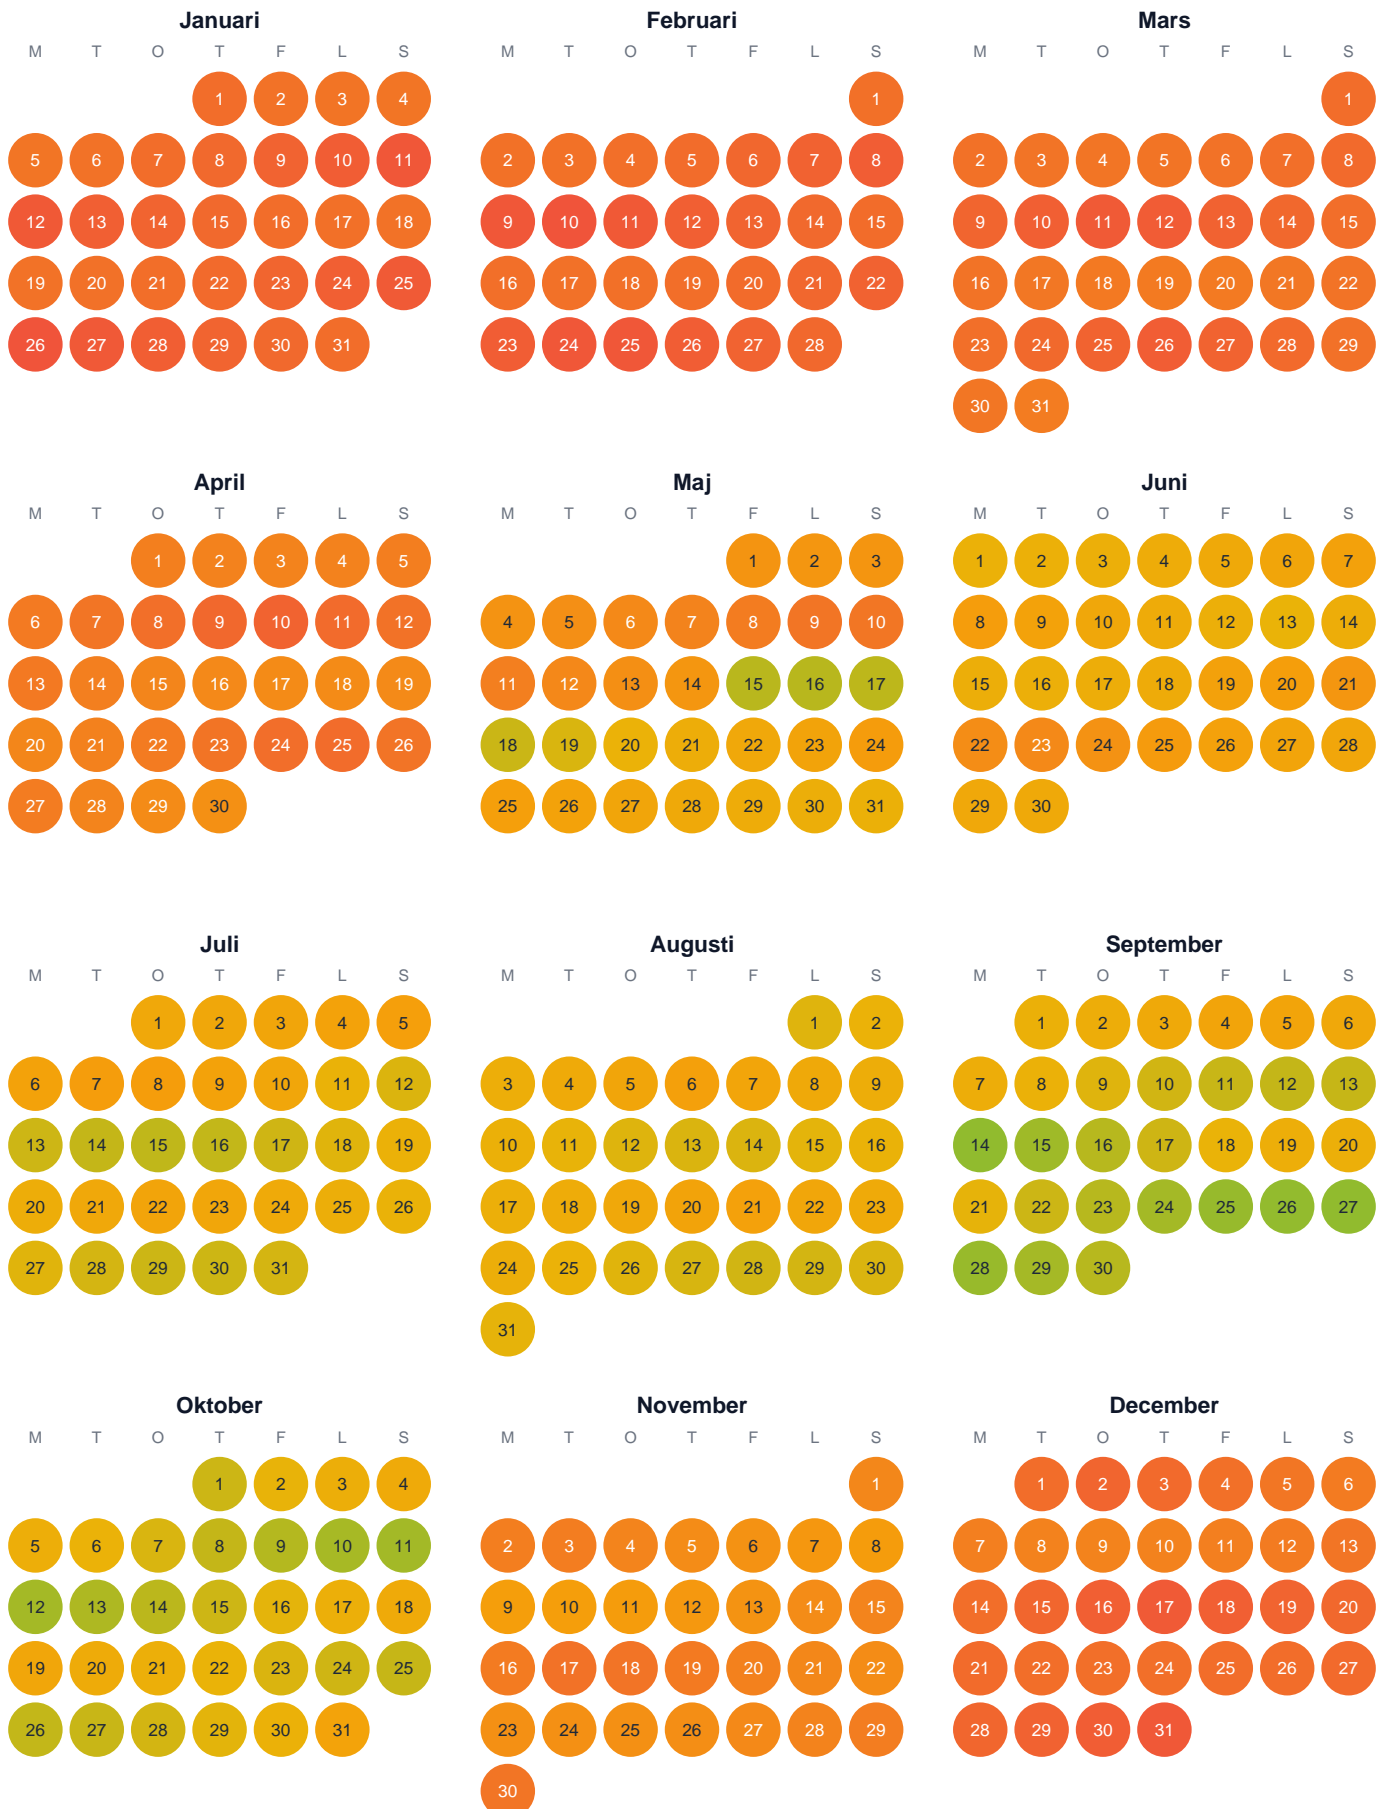 Januari Februari Mars
M T O T F L S M T O T F L S M T O T F L S
1 2 3 4 1 1
5 6 7 8 9 10 11 2 3 4 5 6 7 8 2 3 4 5 6 7 8
12 13 14 15 16 17 18 9 10 11 12 13 14 15 9 10 11 12 13 14 15
19 20 21 22 23 24 25 16 17 18 19 20 21 22 16 17 18 19 20 21 22
26 27 28 29 30 31 23 24 25 26 27 28 23 24 25 26 27 28 29
30 31
April Maj Juni
M T O T F L S M T O T F L S M T O T F L S
1 2 3 4 5 1 2 3 1 2 3 4 5 6 7
6 7 8 9 10 11 12 4 5 6 7 8 9 10 8 9 10 11 12 13 14
13 14 15 16 17 18 19 11 12 13 14 15 16 17 15 16 17 18 19 20 21
20 21 22 23 24 25 26 18 19 20 21 22 23 24 22 23 24 25 26 27 28
27 28 29 30 25 26 27 28 29 30 31 29 30
Juli Augusti September
M T O T F L S M T O T F L S M T O T F L S
1 2 3 4 5 1 2 1 2 3 4 5 6
6 7 8 9 10 11 12 3 4 5 6 7 8 9 7 8 9 10 11 12 13
13 14 15 16 17 18 19 10 11 12 13 14 15 16 14 15 16 17 18 19 20
20 21 22 23 24 25 26 17 18 19 20 21 22 23 21 22 23 24 25 26 27
27 28 29 30 31 24 25 26 27 28 29 30 28 29 30
31
Oktober November December
M T O T F L S M T O T F L S M T O T F L S
1 2 3 4 1 1 2 3 4 5 6
5 6 7 8 9 10 11 2 3 4 5 6 7 8 7 8 9 10 11 12 13
12 13 14 15 16 17 18 9 10 11 12 13 14 15 14 15 16 17 18 19 20
19 20 21 22 23 24 25 16 17 18 19 20 21 22 21 22 23 24 25 26 27
26 27 28 29 30 31 23 24 25 26 27 28 29 28 29 30 31
30